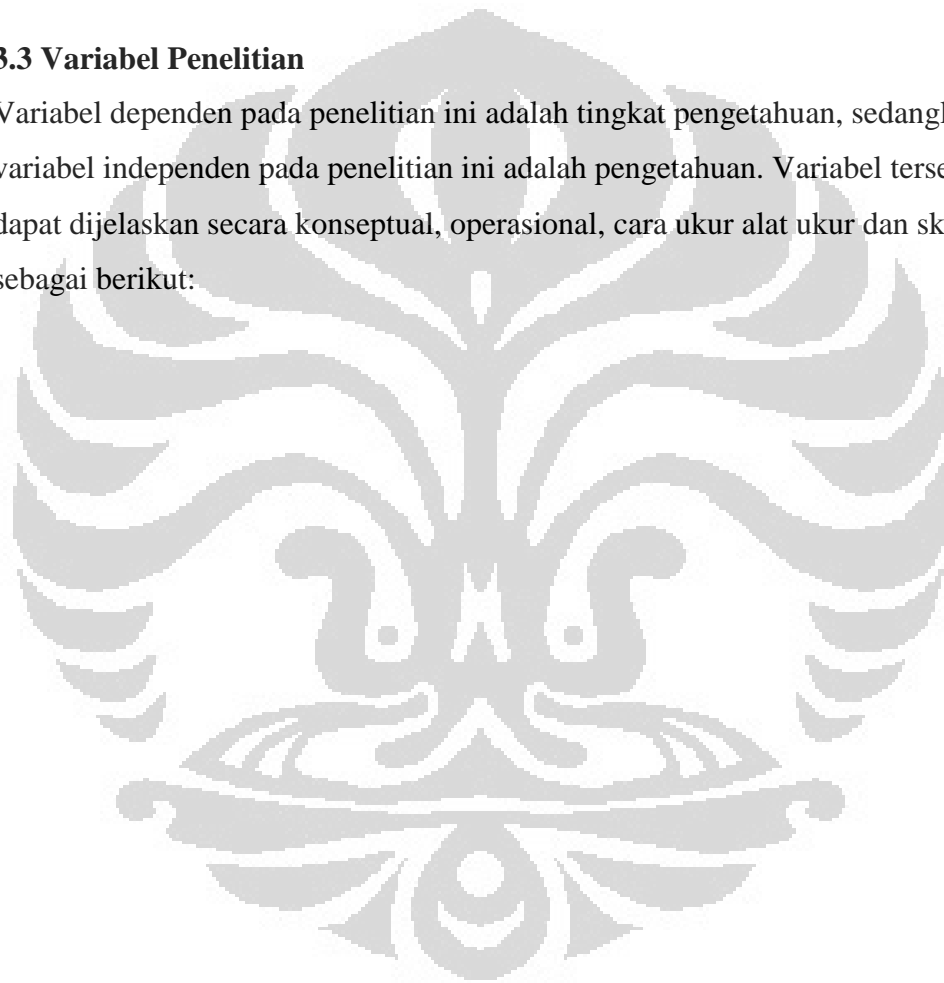 3.3 Variabel Penelitian
Variabel dependen pada penelitian ini adalah tingkat pengetahuan,
variabel independen pada penelitian ini adalah pengetahuan. Variabel
dapat dijelaskan secara konseptual, operasional, cara ukur alat ukur dan
sebagai berikut: